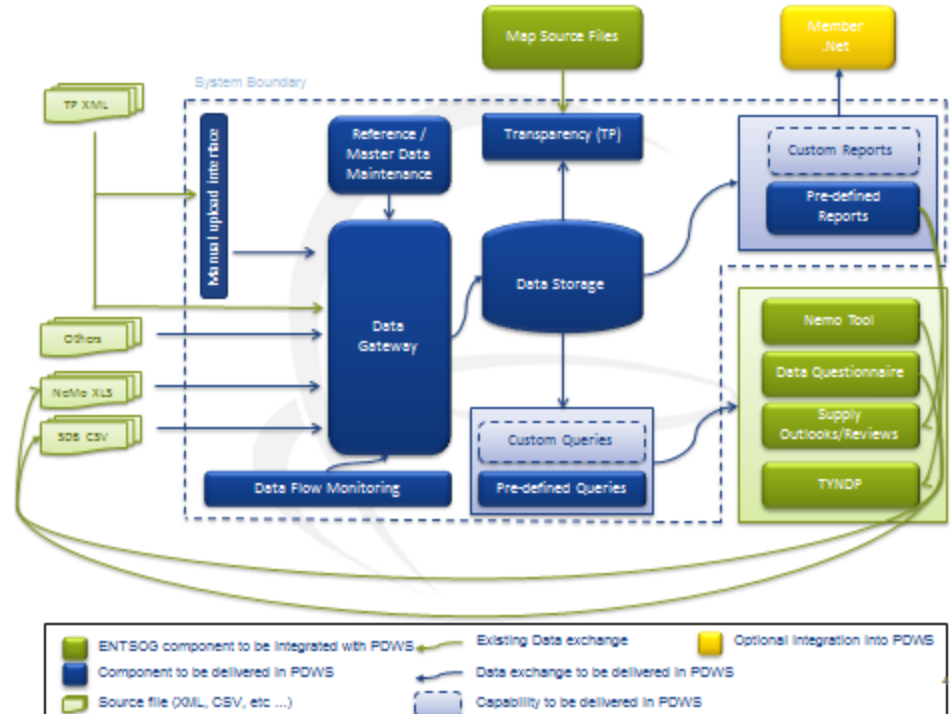 Map Source Files
Member
.Net
System Boundary
TP XML
Manual upload interface
Reference /
Master Data
Maintenance
Transparency (TP)
Custom Reports
Pre-defined
Reports
Data Storage
Data
Gateway
Others
NeMo XLS
SDB CSV
Nemo Tool
Data Questionnaire
Supply
Outlooks/Reviews
TYNDP
Custom Queries
Pre-defined Queries
Data Flow Monitoring
ENTSOG component to be integrated with PDWS
Existing Data exchange
Optional integration into PDWS
Component to be delivered in PDWS
Data exchange to be delivered in PDWS
Source file (XML, CSV, etc ...)
Capability to be delivered in PDWS